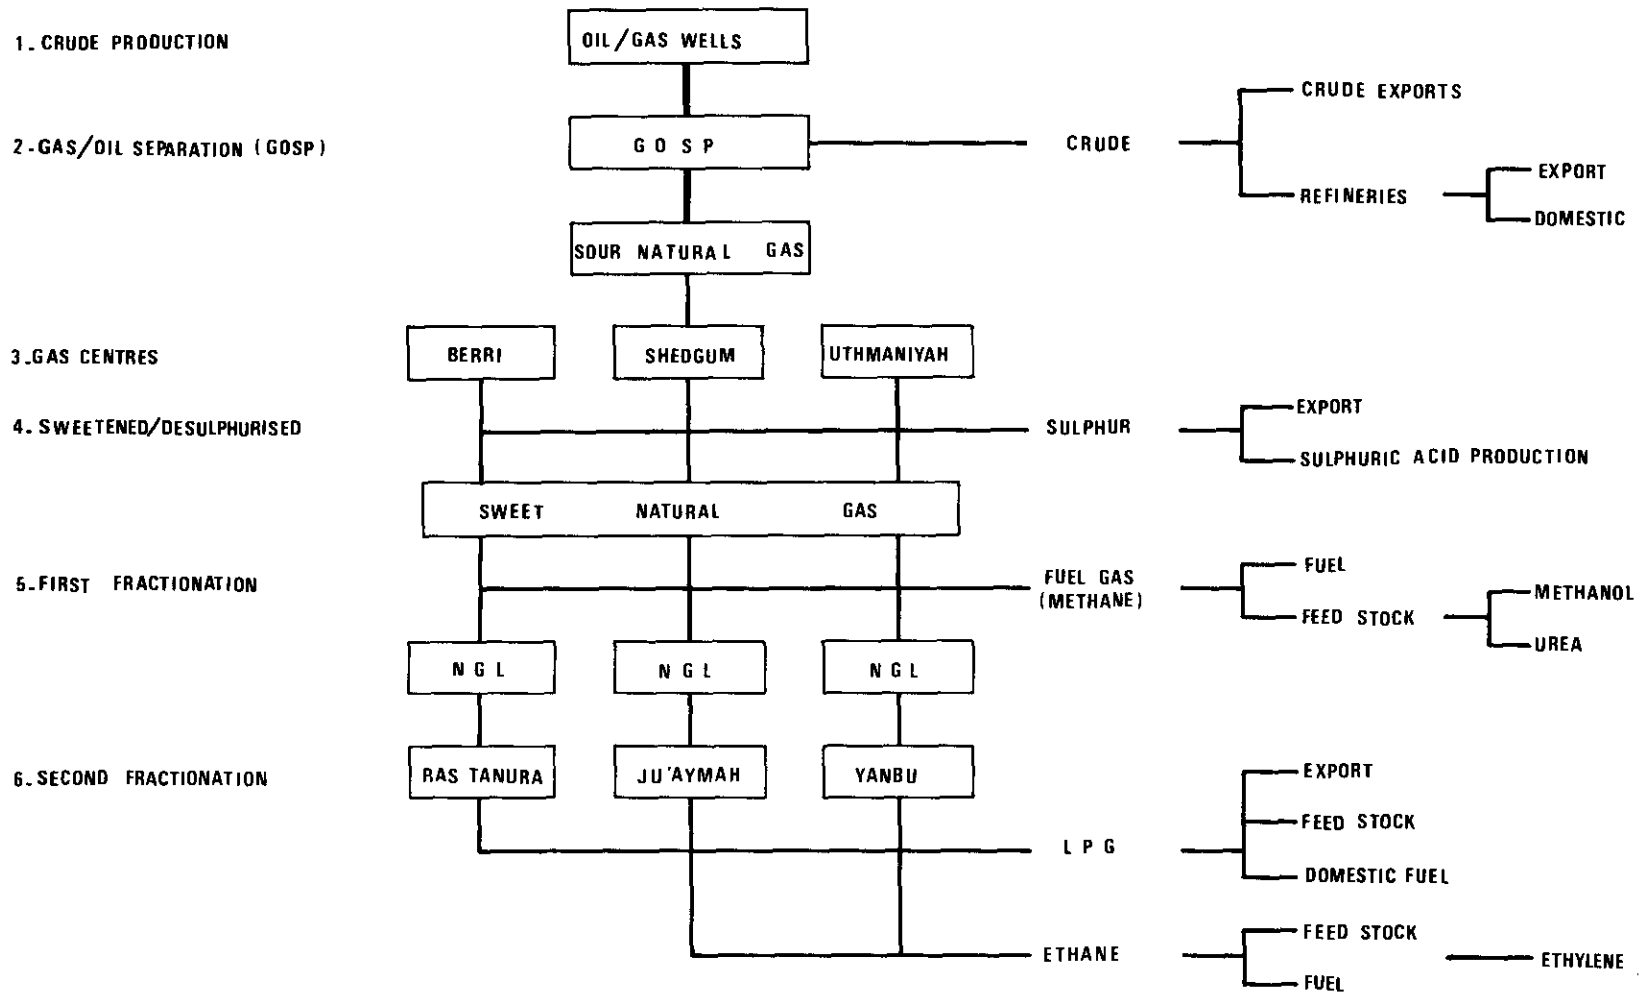 1. CRUDE PRODUCTION
OIL/GAS WELLS
CRUDE EXPORTS
2-GAS/OIL SEPARATION (GOSP)
G O S P
CRUDE
REFINERIES
EXPORT
DOMESTIC
SOUR NATURAL GAS
3.GAS CENTRES
BERRI
SHEDGUM
UTHMANIYAH
4. SWEETENED/DESULPHURISED
SULPHUR
EXPORT
SULPHURIC ACID PRODUCTION
SWEET NATURAL GAS
5.FIRST FRACTIONATION
FUEL GAS
(METHANE)
FUEL
FEED STOCK
METHANOL
UREA
N G L
N G L
N G L
6.SECOND FRACTIONATION
RAS TANURA
JU'AYMAH
YANBU
L P G
EXPORT
FEED STOCK
DOMESTIC FUEL
ETHANE
FEED STOCK
FUEL
ETHYLENE